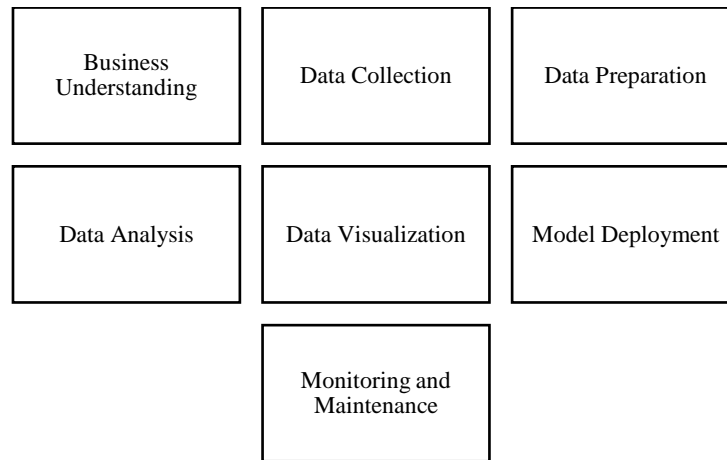 Business
Understanding
Data Collection
Data Preparation
Data Analysis
Data Visualization
Model Deployment
Monitoring and
Maintenance